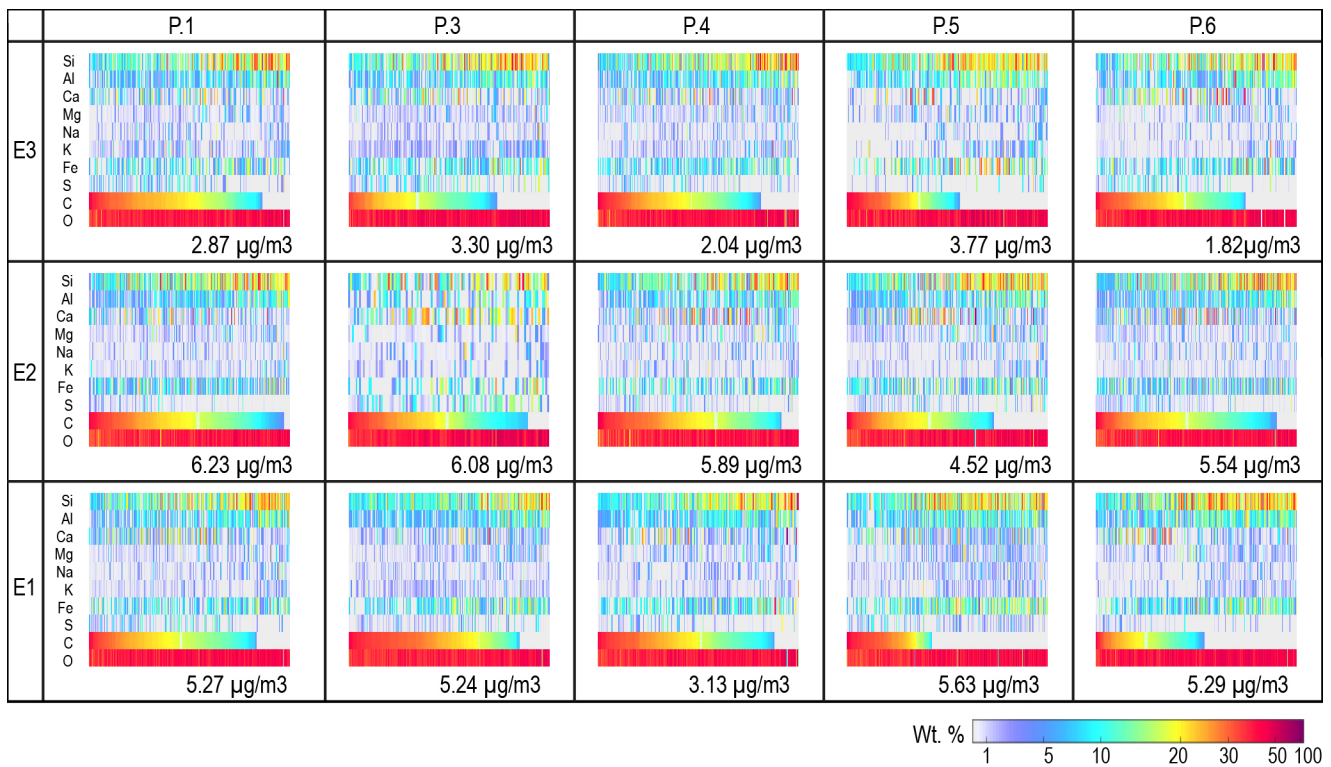 P.1 P.3 P.4 P.5 P.6
E3
Si
Al
Ca
Mg
Na
K
Fe
S
C
O
2.87 µg/m3 3.30 µg/m3 2.04 µg/m3 3.77 µg/m3 1.82µg/m3
E2
Si
Al
Ca
Mg
Na
K
Fe
S
C
O
6.23 µg/m3 6.08 µg/m3 5.89 µg/m3 4.52 µg/m3 5.54 µg/m3
E1
Si
Al
Ca
Mg
Na
K
Fe
S
C
O
5.27 µg/m3 5.24 µg/m3 3.13 µg/m3 5.63 µg/m3 5.29 µg/m3
Wt. %
1 5 10 20 30 50 100